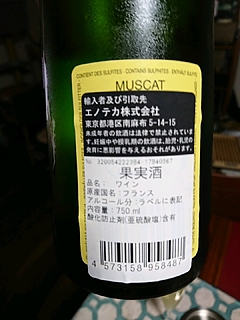 CONTIENT DES SULFITES - CONTAINS SULPHITES - ENTHÄLT SULFITE
MUSCAT
輸入者及び引取先
エノテカ株式会社
東京都港区南麻布 5-14-15
未成年者の飲酒は法律で禁止されていま
す。妊娠中や授乳期の飲酒は、胎児・乳児の
発育に悪影響を与えるおそれがあります。
320054222384 17840967
果実酒
品名: ワイン
原産国名: フランス
アルコール分: ラベルに表記
内容量: 750 ml
酸化防止剤(亜硫酸塩)含有
4 573158 958487